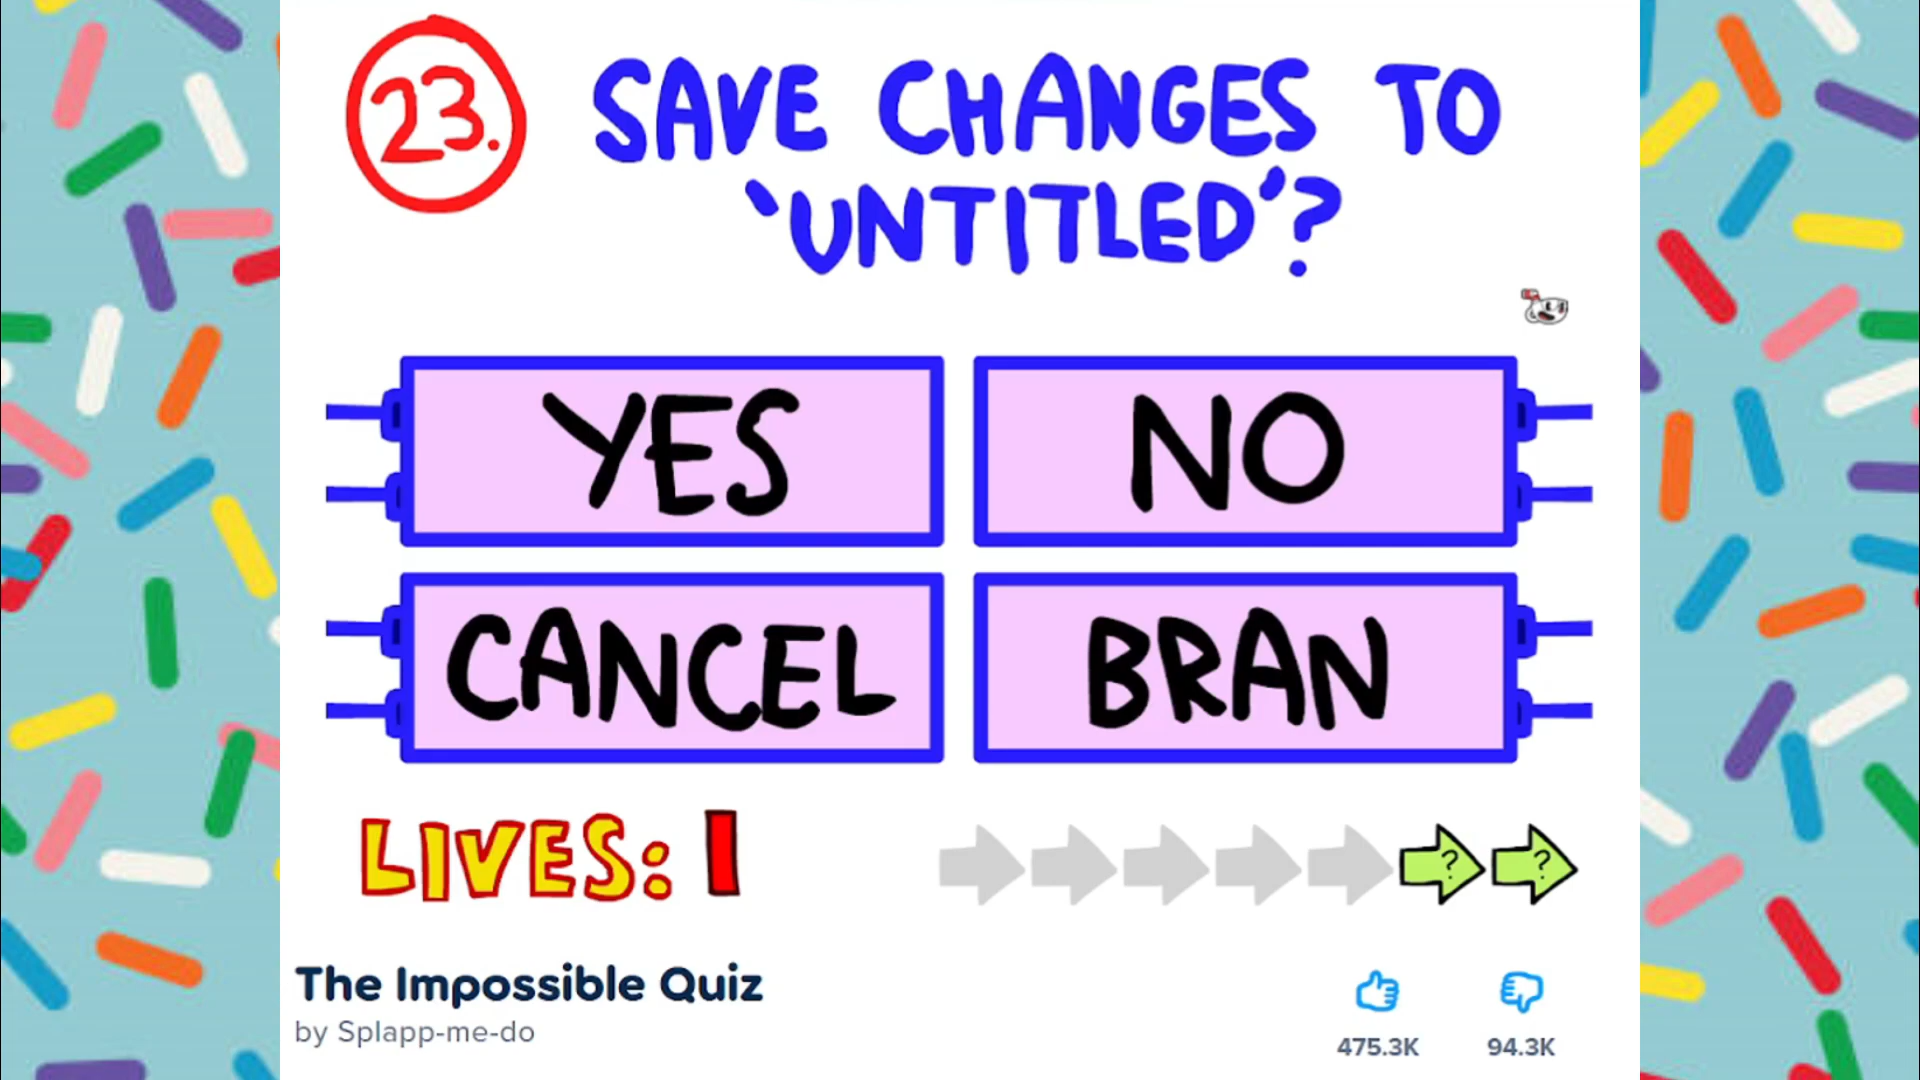 23.
SAVE CHANGES TO
'UNTITLED'?
YES
NO
CANCEL
BRAN
LIVES: 1
?
?
The Impossible Quiz
by Splapp-me-do
475.3K
94.3K